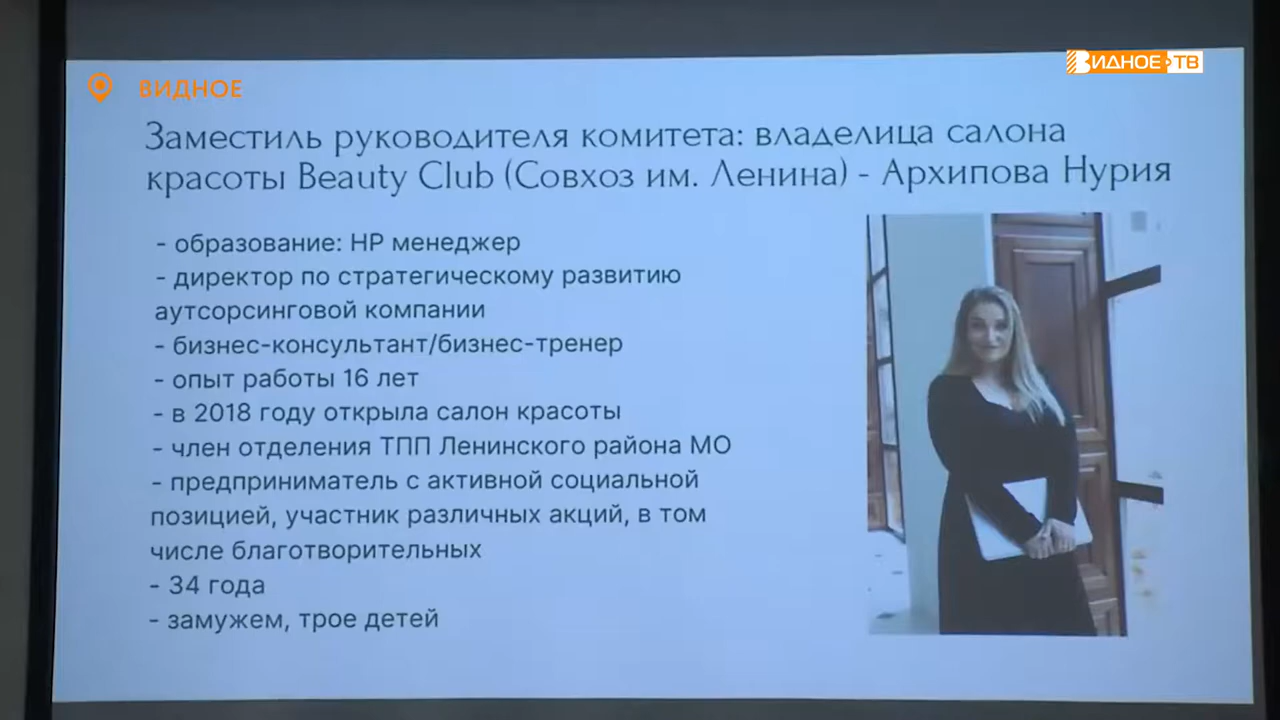 ВИДНОЕ
ВИДНОЕ ТВ
Заместиль руководителя комитета: владелица салона
красоты Beauty Club (Совхоз им. Ленина) - Архипова Нурия
- образование: HR менеджер
- директор по стратегическому развитию
аутсорсинговой компании
- бизнес-консультант/бизнес-тренер
- опыт работы 16 лет
- в 2018 году открыла салон красоты
- член отделения ТПП Ленинского района МО
- предприниматель с активной социальной
позицией, участник различных акций, в том
числе благотворительных
- 34 года
- замужем, трое детей